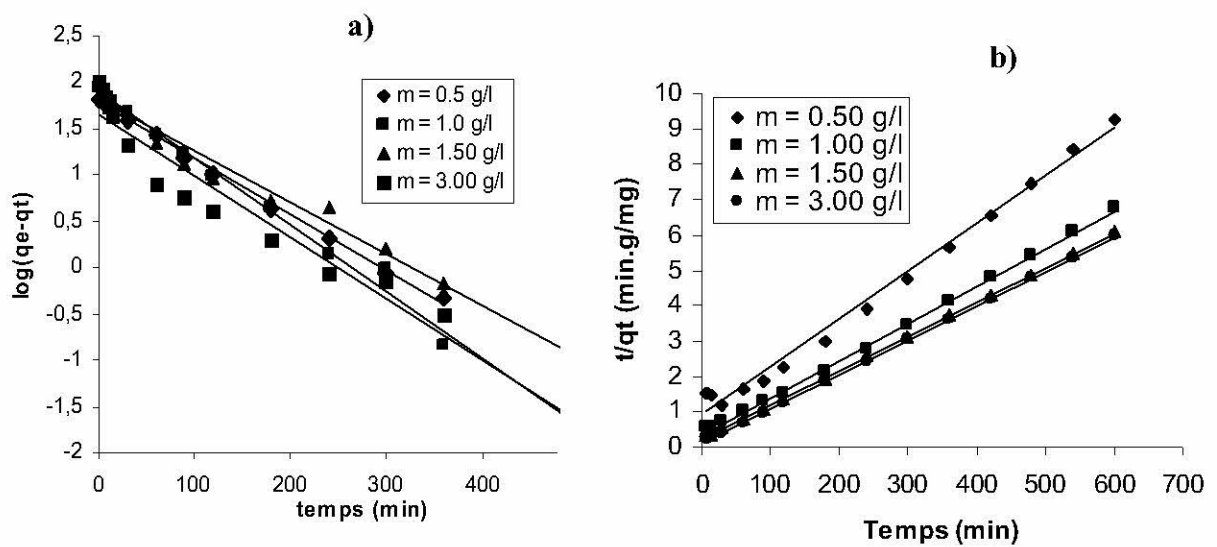 a)
2,5
2
1,5
1
0,5
0
-0,5
-1
-1,5
-2
log(qe-qt)
0
100
200
300
400
temps (min)
m = 0.5 g/l
m = 1.0 g/l
m = 1.50 g/l
m = 3.00 g/l
b)
10
9
8
7
6
5
4
3
2
1
0
t/qt (min.g/mg)
0
100
200
300
400
500
600
700
Temps (min)
m = 0.50 g/l
m = 1.00 g/l
m = 1.50 g/l
m = 3.00 g/l